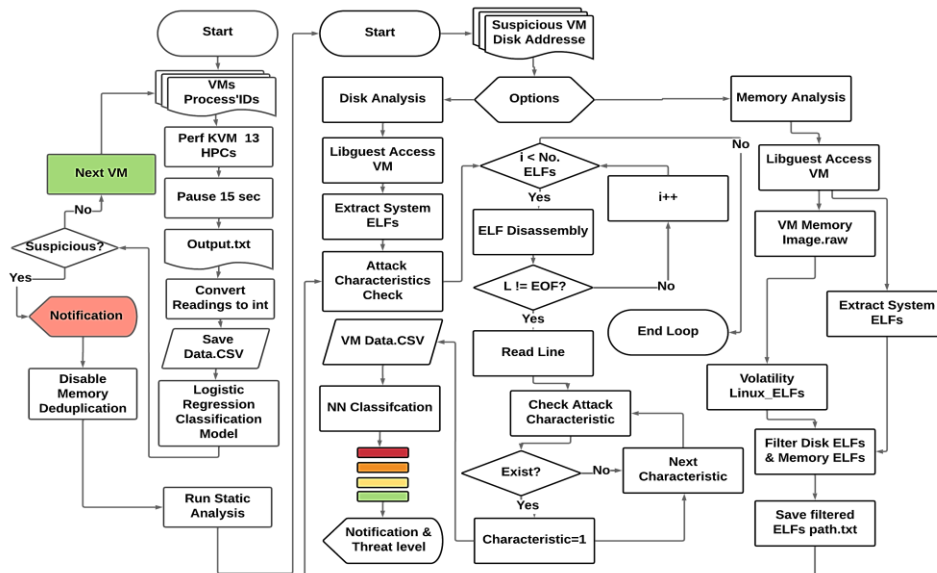 Start
VMs
Process'IDs
Perf KVM 13
HPCs
Next VM
Pause 15 sec
No
Output.txt
Suspicious?
Yes
Convert
Readings to int
Notification
Save
Data.CSV
Disable
Memory
Deduplication
Logistic
Regression
Classification
Model
Run Static
Analysis
Start
Suspicious VM
Disk Addresse
Options
Disk Analysis
Memory Analysis
Libguest Access
VM
Extract System
ELFs
Attack
Characteristics
Check
i < No.
ELFs
No
Yes
i++
ELF Disassembly
L != EOF?
No
Yes
Read Line
End Loop
VM Data.CSV
NN Classifcation
Check Attack
Characteristic
Exist?
No
Next
Characteristic
Yes
Characteristic=1
Notification &
Threat level
Libguest Access
VM
VM Memory
Image.raw
Extract System
ELFs
Volatility
Linux_ELFs
Filter Disk ELFs
& Memory ELFs
Save filtered
ELFs path.txt